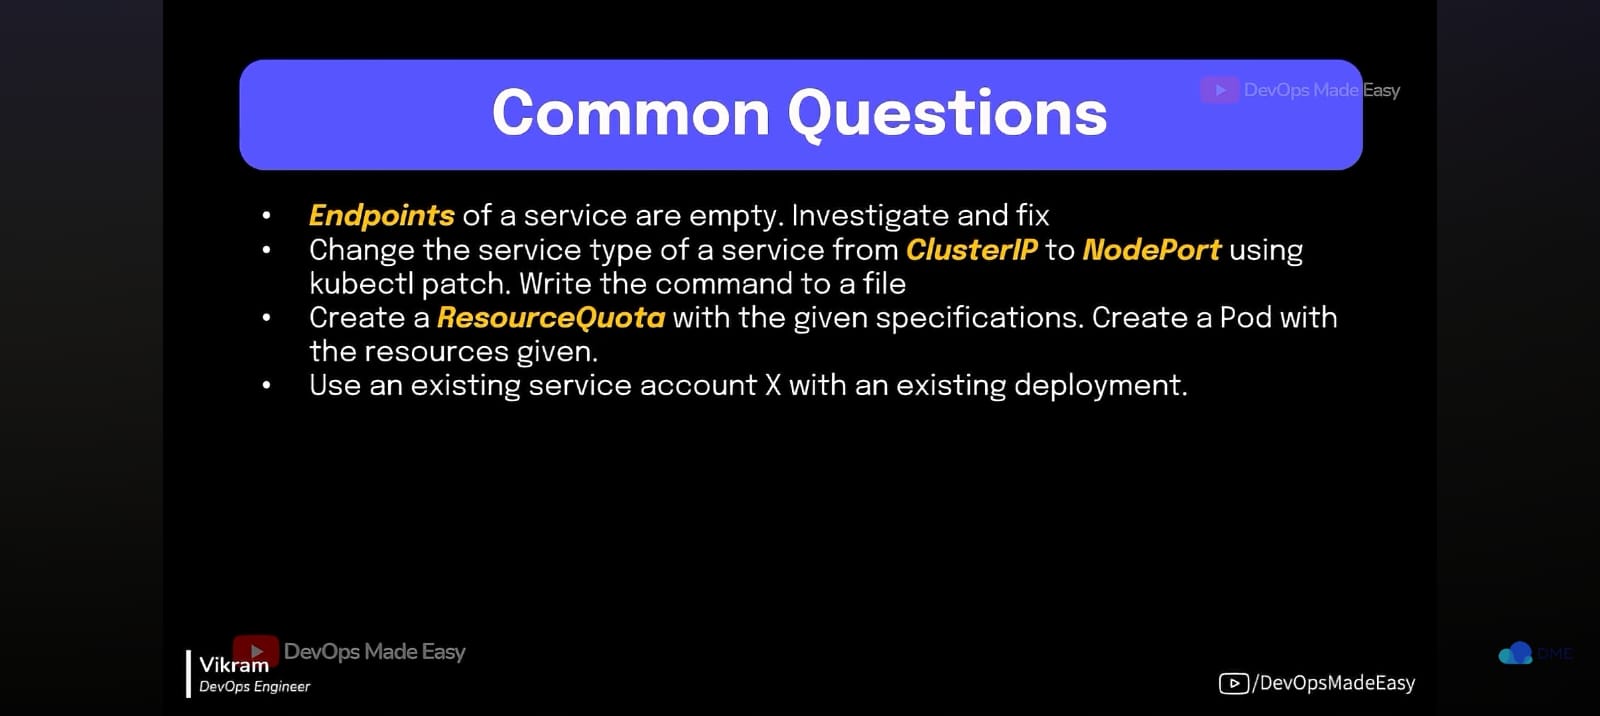 Common Questions
DevOps Made Easy
• Endpoints of a service are empty. Investigate and fix
• Change the service type of a service from ClusterIP to NodePort using
kubectl patch. Write the command to a file
• Create a ResourceQuota with the given specifications. Create a Pod with
the resources given.
• Use an existing service account X with an existing deployment.
DevOps Made Easy
Vikram
DevOps Engineer
DME
/DevOpsMadeEasy